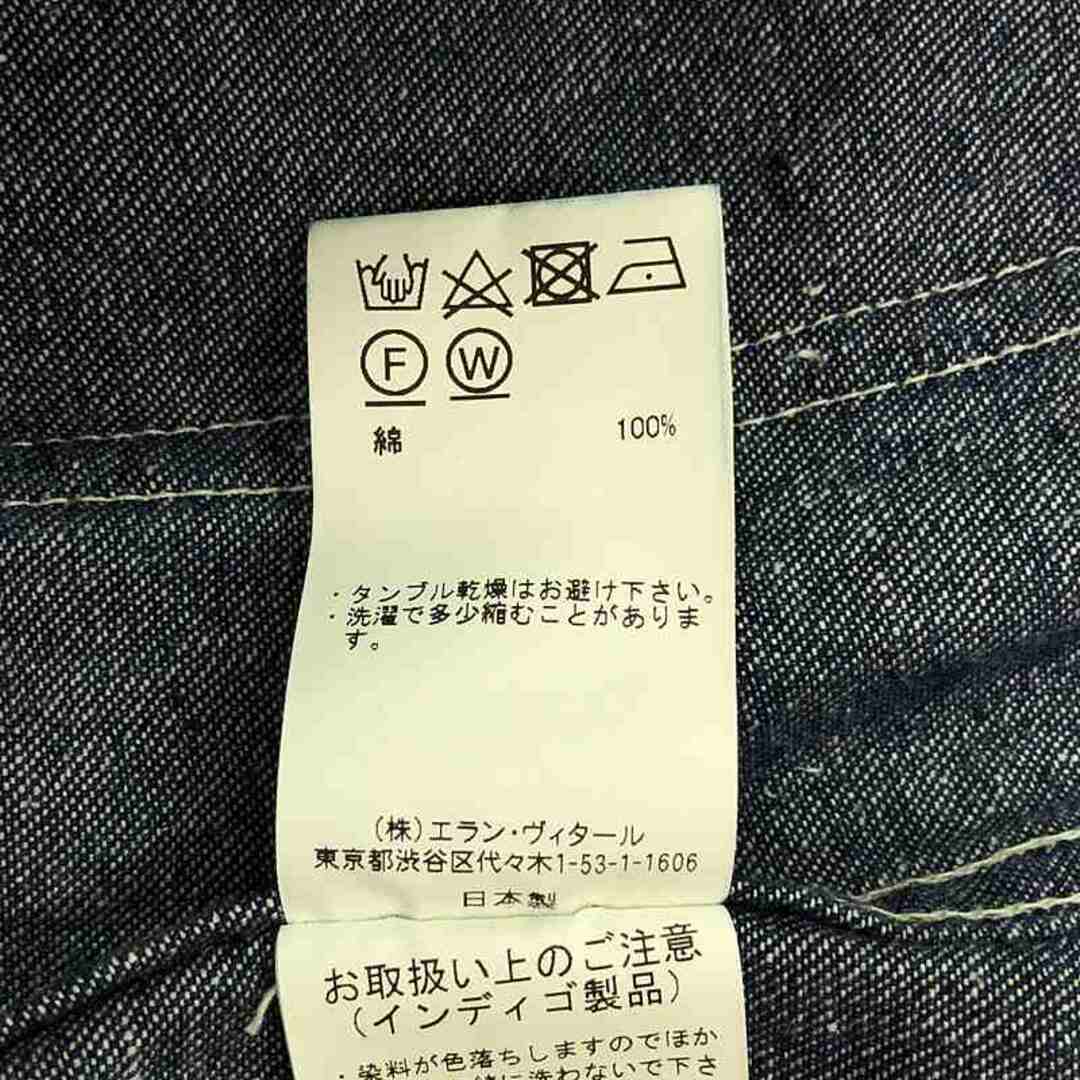 F W
綿 100%
・タンブル乾燥はお避け下さい。
・洗濯で多少縮むことがありま
す。
(株)エラン・ヴィタール
東京都渋谷区代々木1-53-1-1606
日本製
お取扱い上のご注意
(インディゴ製品)
・染料が色落ちしますのでほか
緒に洗わないで下さ